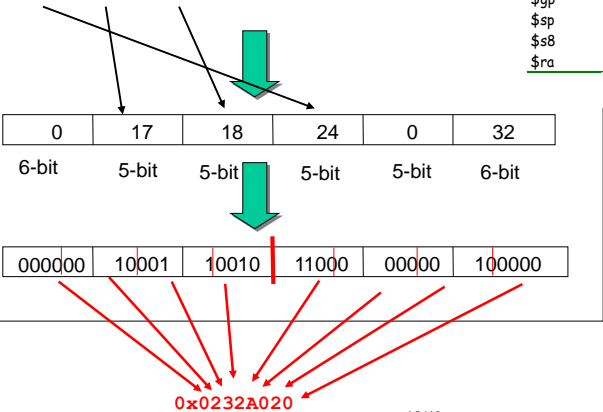 $gp
$sp
$s8
$ra
0 17 18 24 0 32
6-bit 5-bit 5-bit 5-bit 5-bit 6-bit
000000 10001 10010 11000 00000 100000
0x0232A020